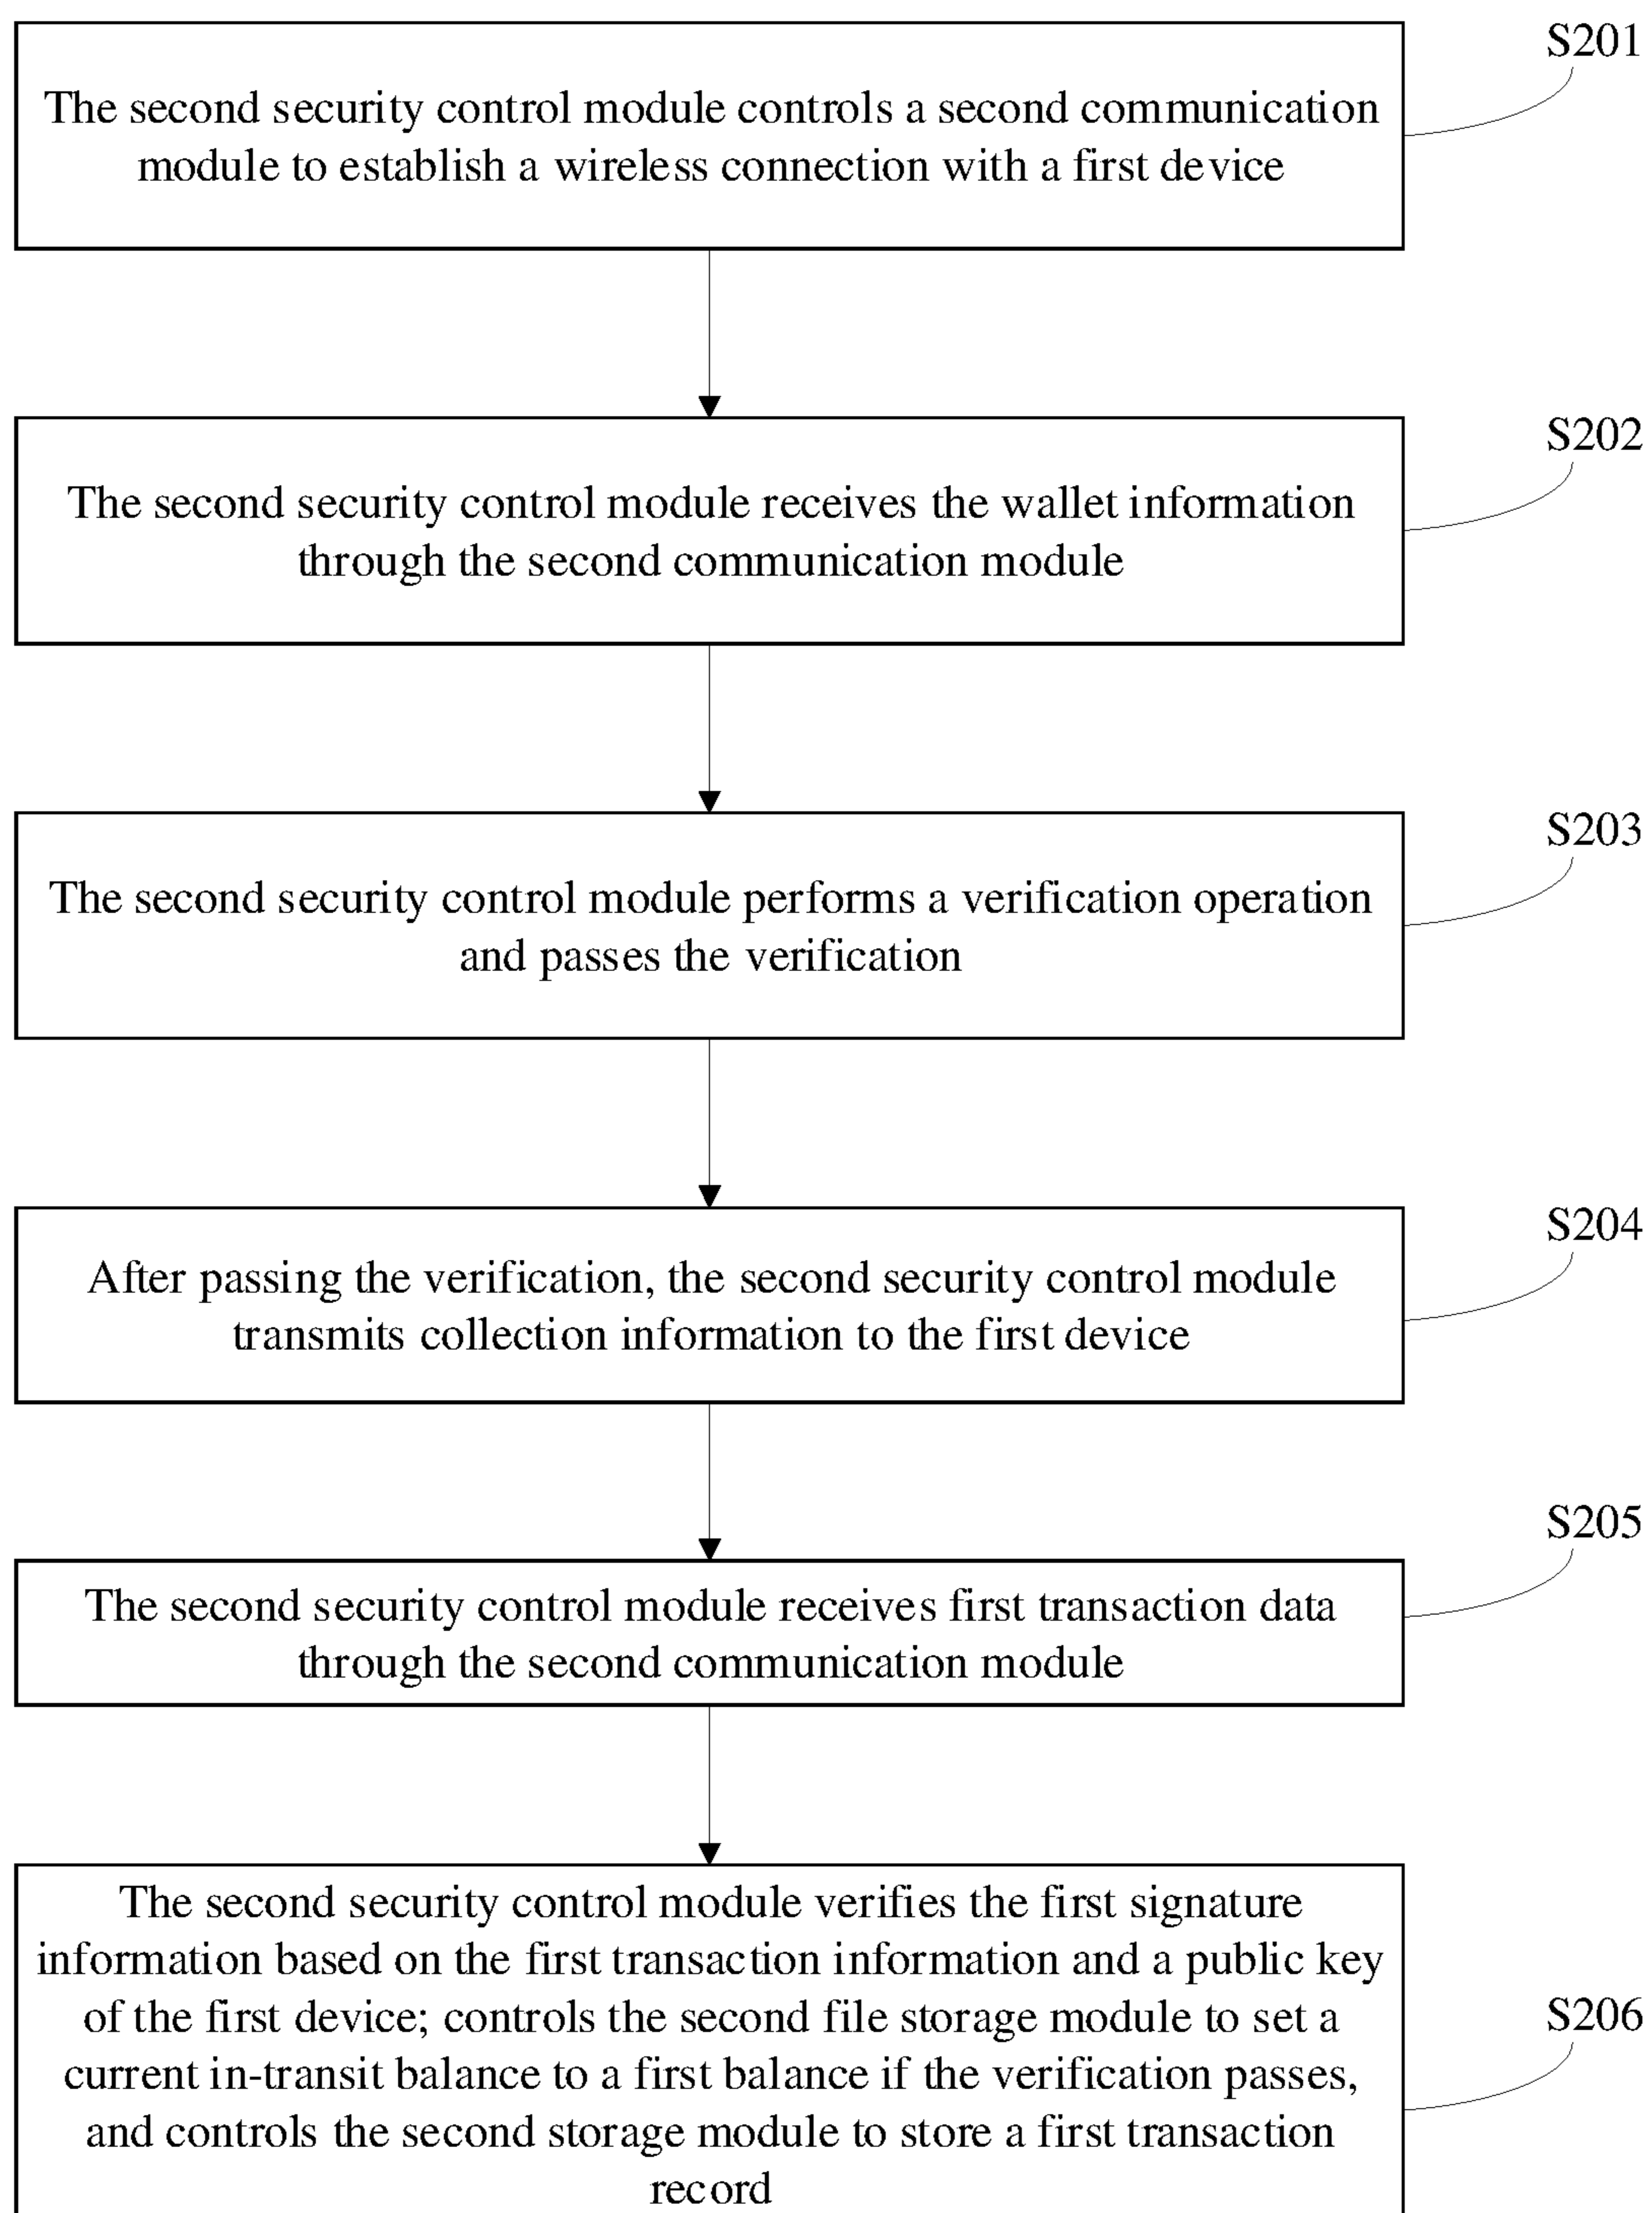 S201
The second security control module controls a second communication
module to establish a wireless connection with a first device
S202
The second security control module receives the wallet information
through the second communication module
S203
The second security control module performs a verification operation
and passes the verification
S204
After passing the verification, the second security control module
transmits collection information to the first device
S205
The second security control module receives first transaction data
through the second communication module
The second security control module verifies the first signature
information based on the first transaction information and a public key
of the first device; controls the second file storage module to set a
S206
current in-transit balance to a first balance if the verification passes,
and controls the second storage module to store a first transaction
record